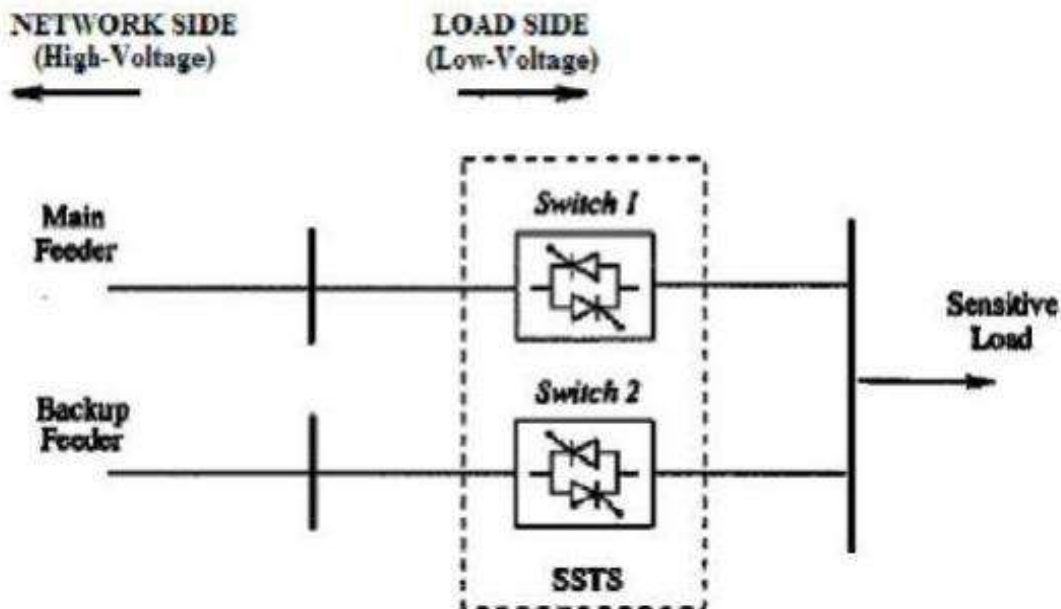 NETWORK SIDE
(High-Voltage)
LOAD SIDE
(Low-Voltage)
Main
Feeder
Switch 1
Sensitive
Load
Backup
Feeder
Switch 2
SSTS